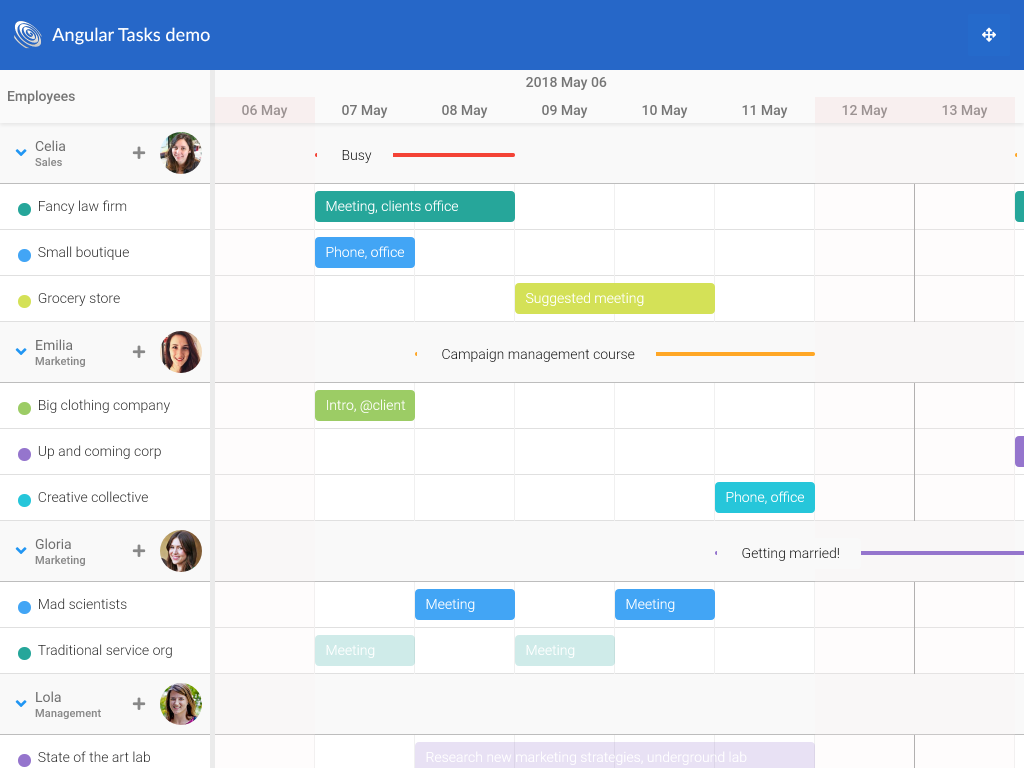 Angular Tasks demo
Employees
2018 May 06
06 May 07 May 08 May 09 May 10 May 11 May 12 May 13 May
Celia
Sales
Busy
Fancy law firm
Meeting, clients office
Small boutique
Phone, office
Grocery store
Suggested meeting
Emilia
Marketing
Campaign management course
Big clothing company
Intro, @client
Up and coming corp
Creative collective
Phone, office
Gloria
Marketing
Getting married!
Mad scientists
Meeting Meeting
Traditional service org
Meeting Meeting
Lola
Management
State of the art lab
Research new marketing strategies, underground lab